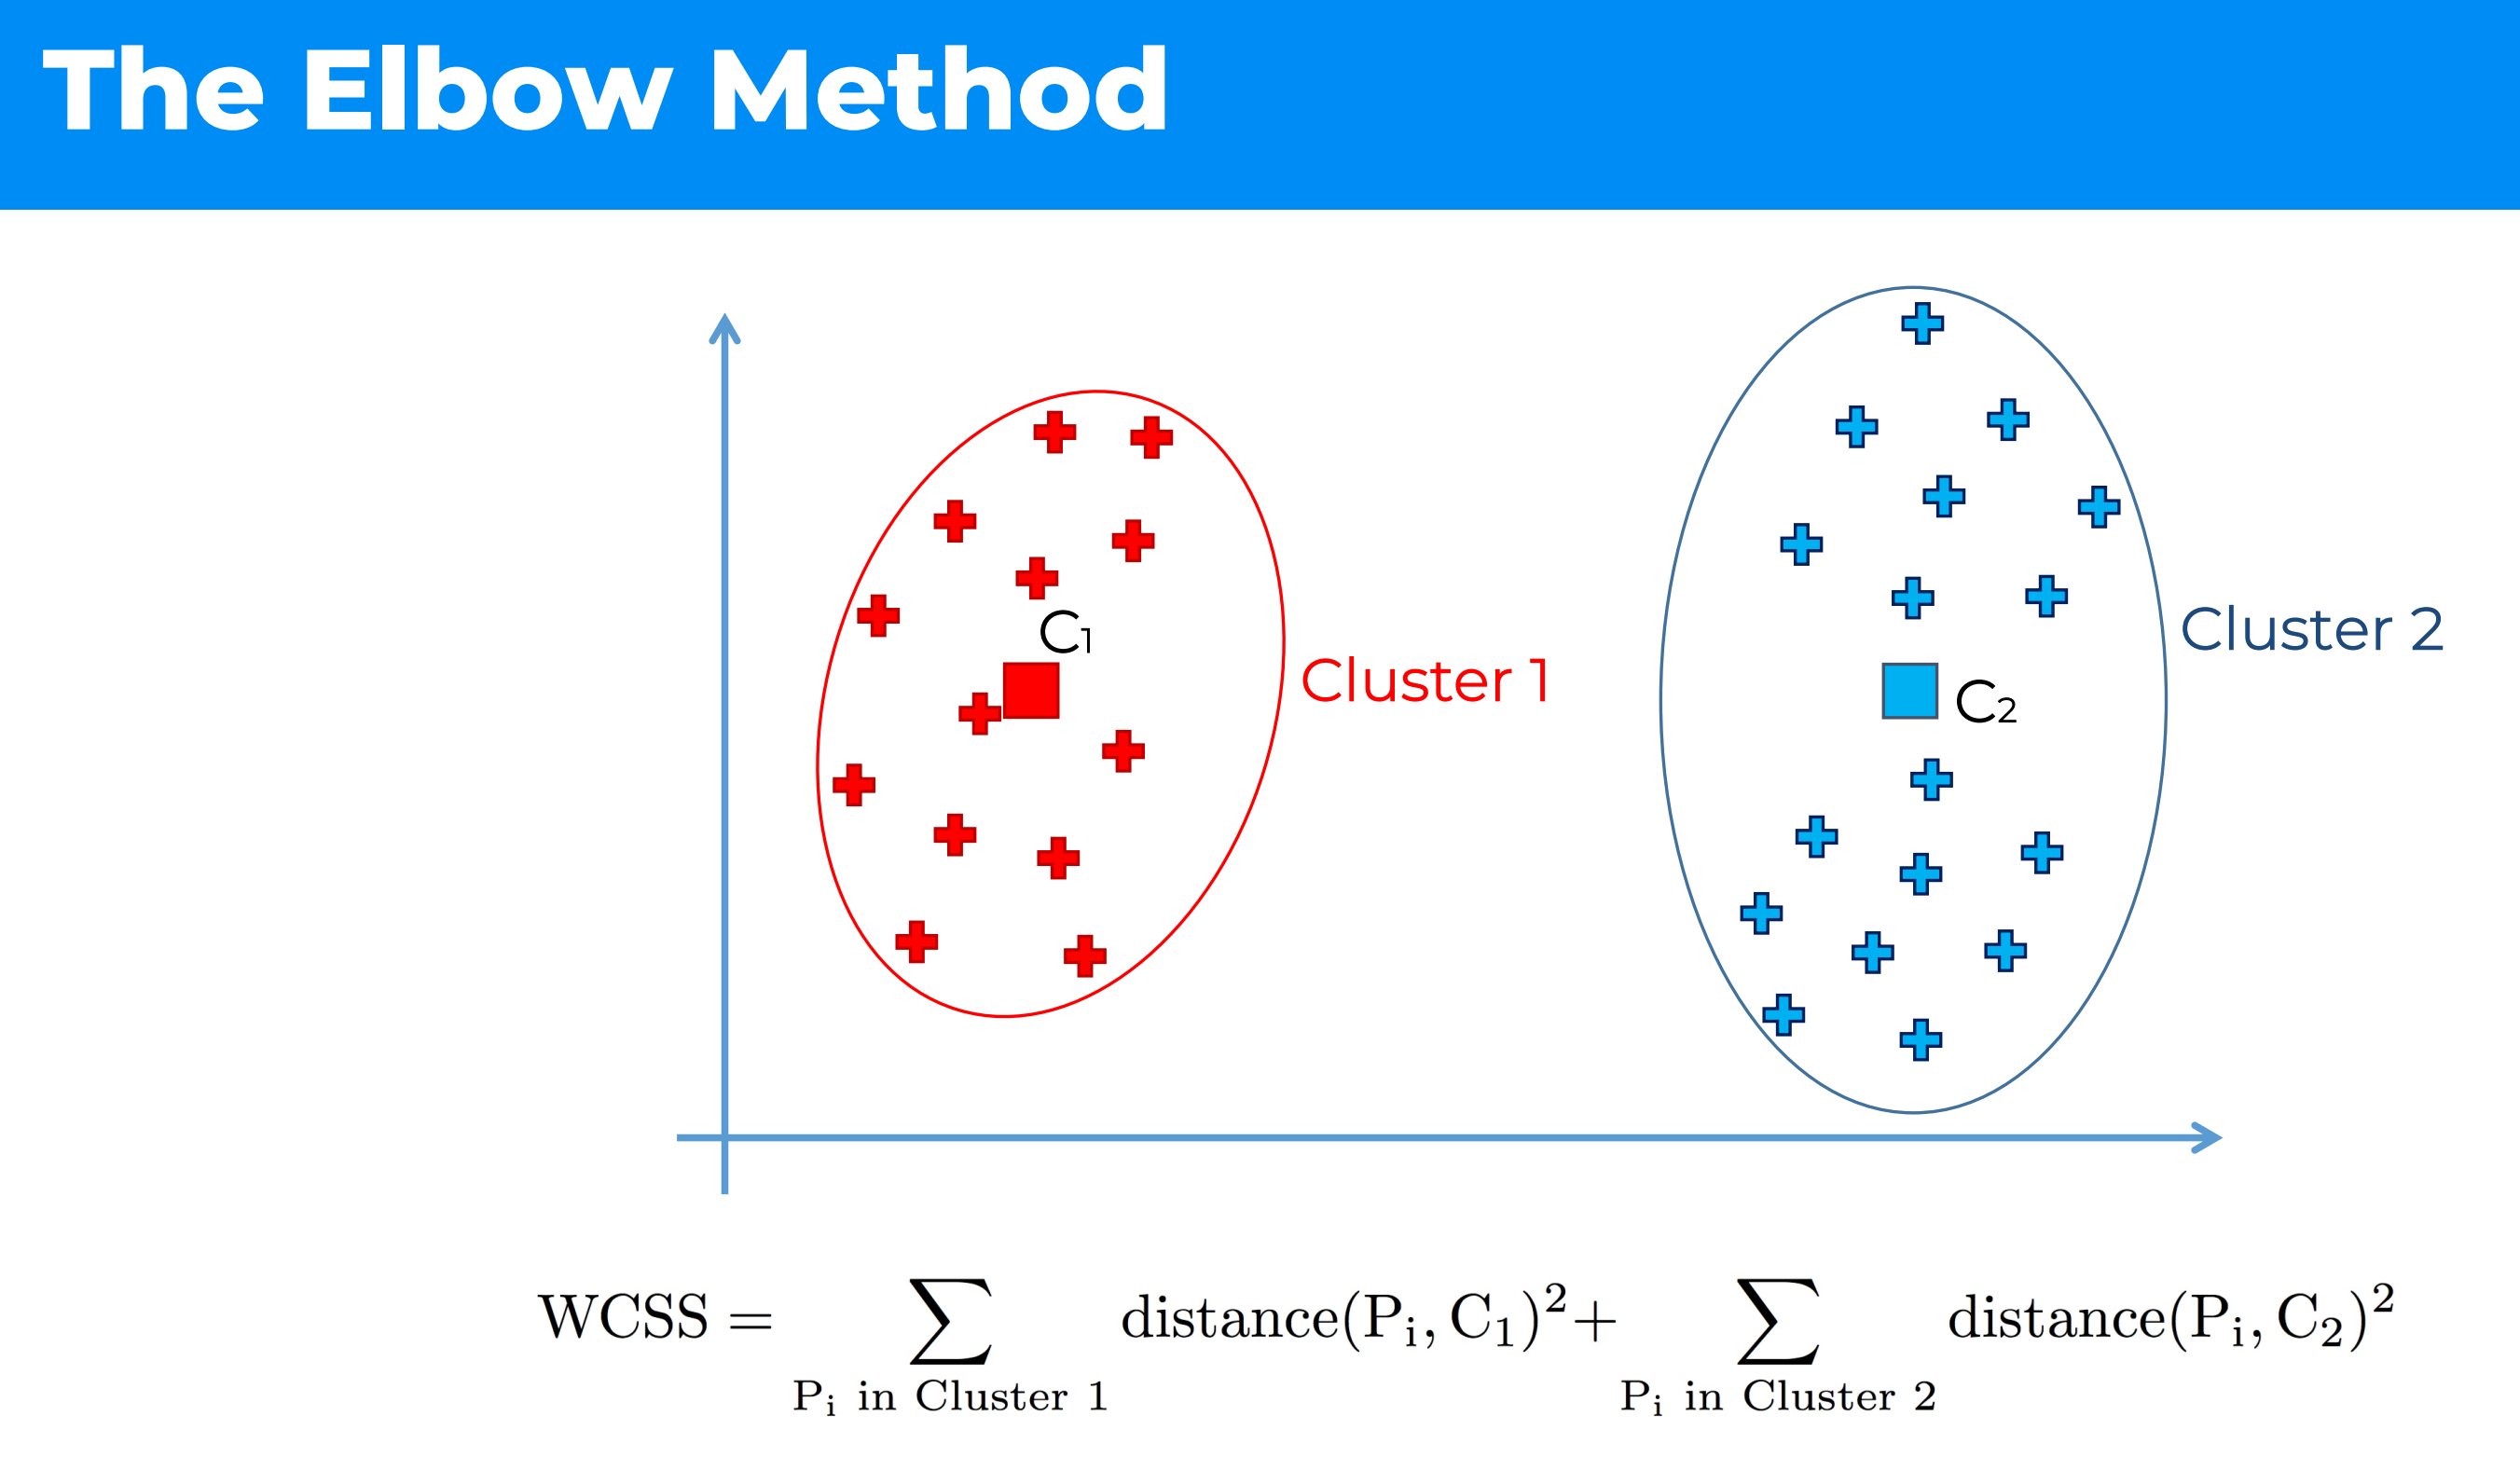 The Elbow Method
C₁
Cluster 1
Cluster 2
C₂
WCSS = ∑ distance(Pᵢ, C₁)² + ∑ distance(Pᵢ, C₂)²
Pᵢ in Cluster 1 Pᵢ in Cluster 2